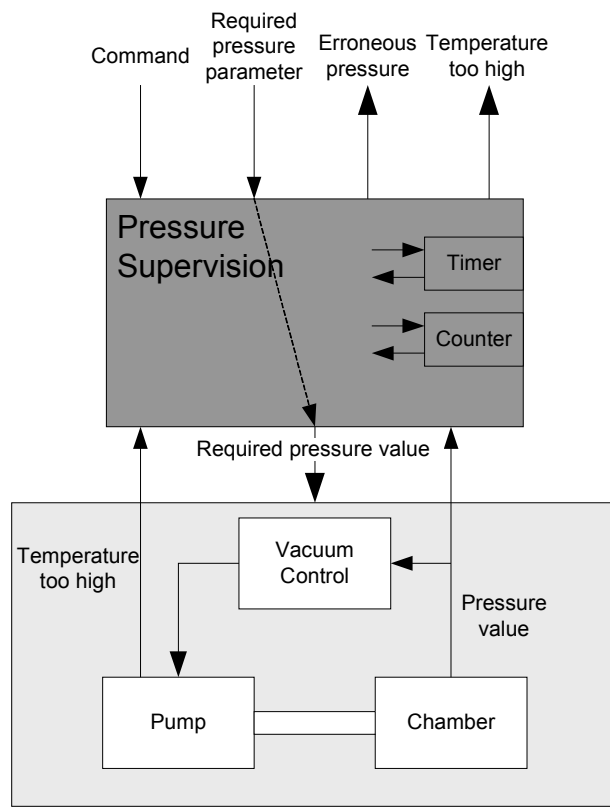 Command
Required
pressure
parameter
Erroneous
pressure
Temperature
too high
Pressure
Supervision
Timer
Counter
Required pressure value
Temperature
too high
Vacuum
Control
Pressure
value
Pump
Chamber